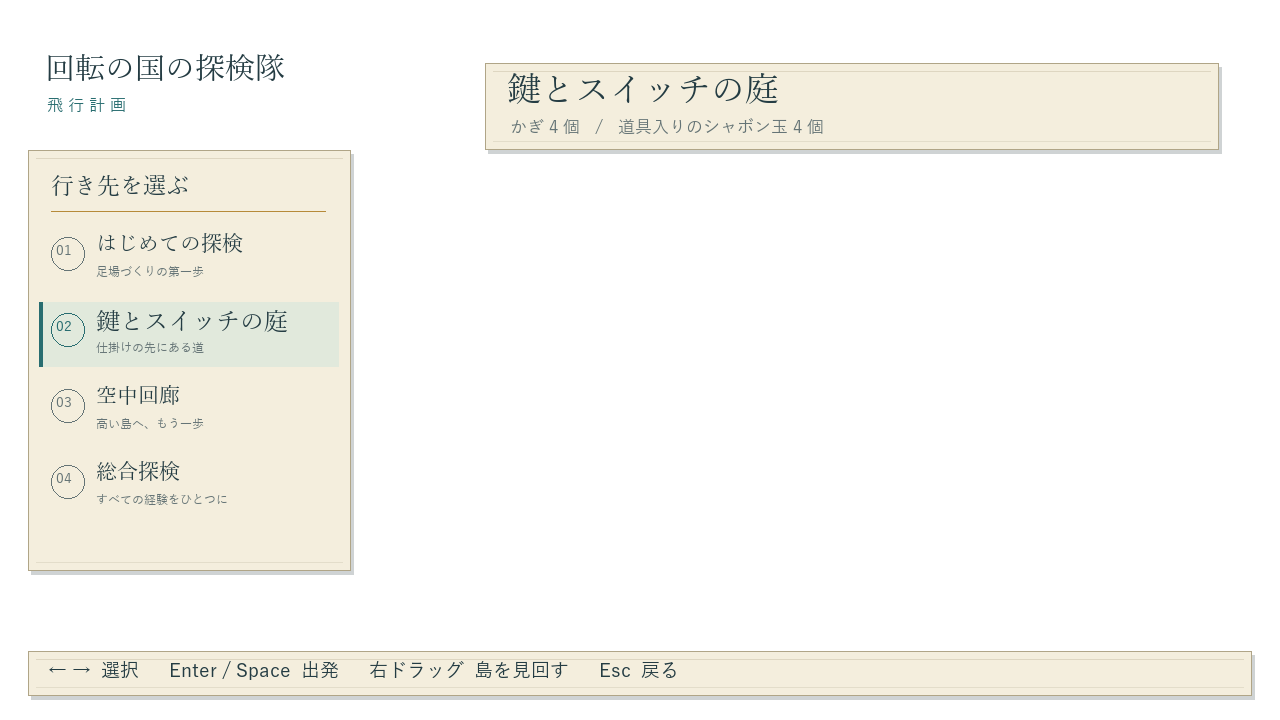 回転の国の探検隊
飛行計画
鍵とスイッチの庭
かぎ 4 個 / 道具入りのシャボン玉 4 個
行き先を選ぶ
01 はじめての探検
足場づくりの第一歩
02 鍵とスイッチの庭
仕掛けの先にある道
03 空中回廊
高い島へ、もう一歩
04 総合探検
すべての経験をひとつに
← → 選択 Enter / Space 出発 右ドラッグ 島を見回す Esc 戻る